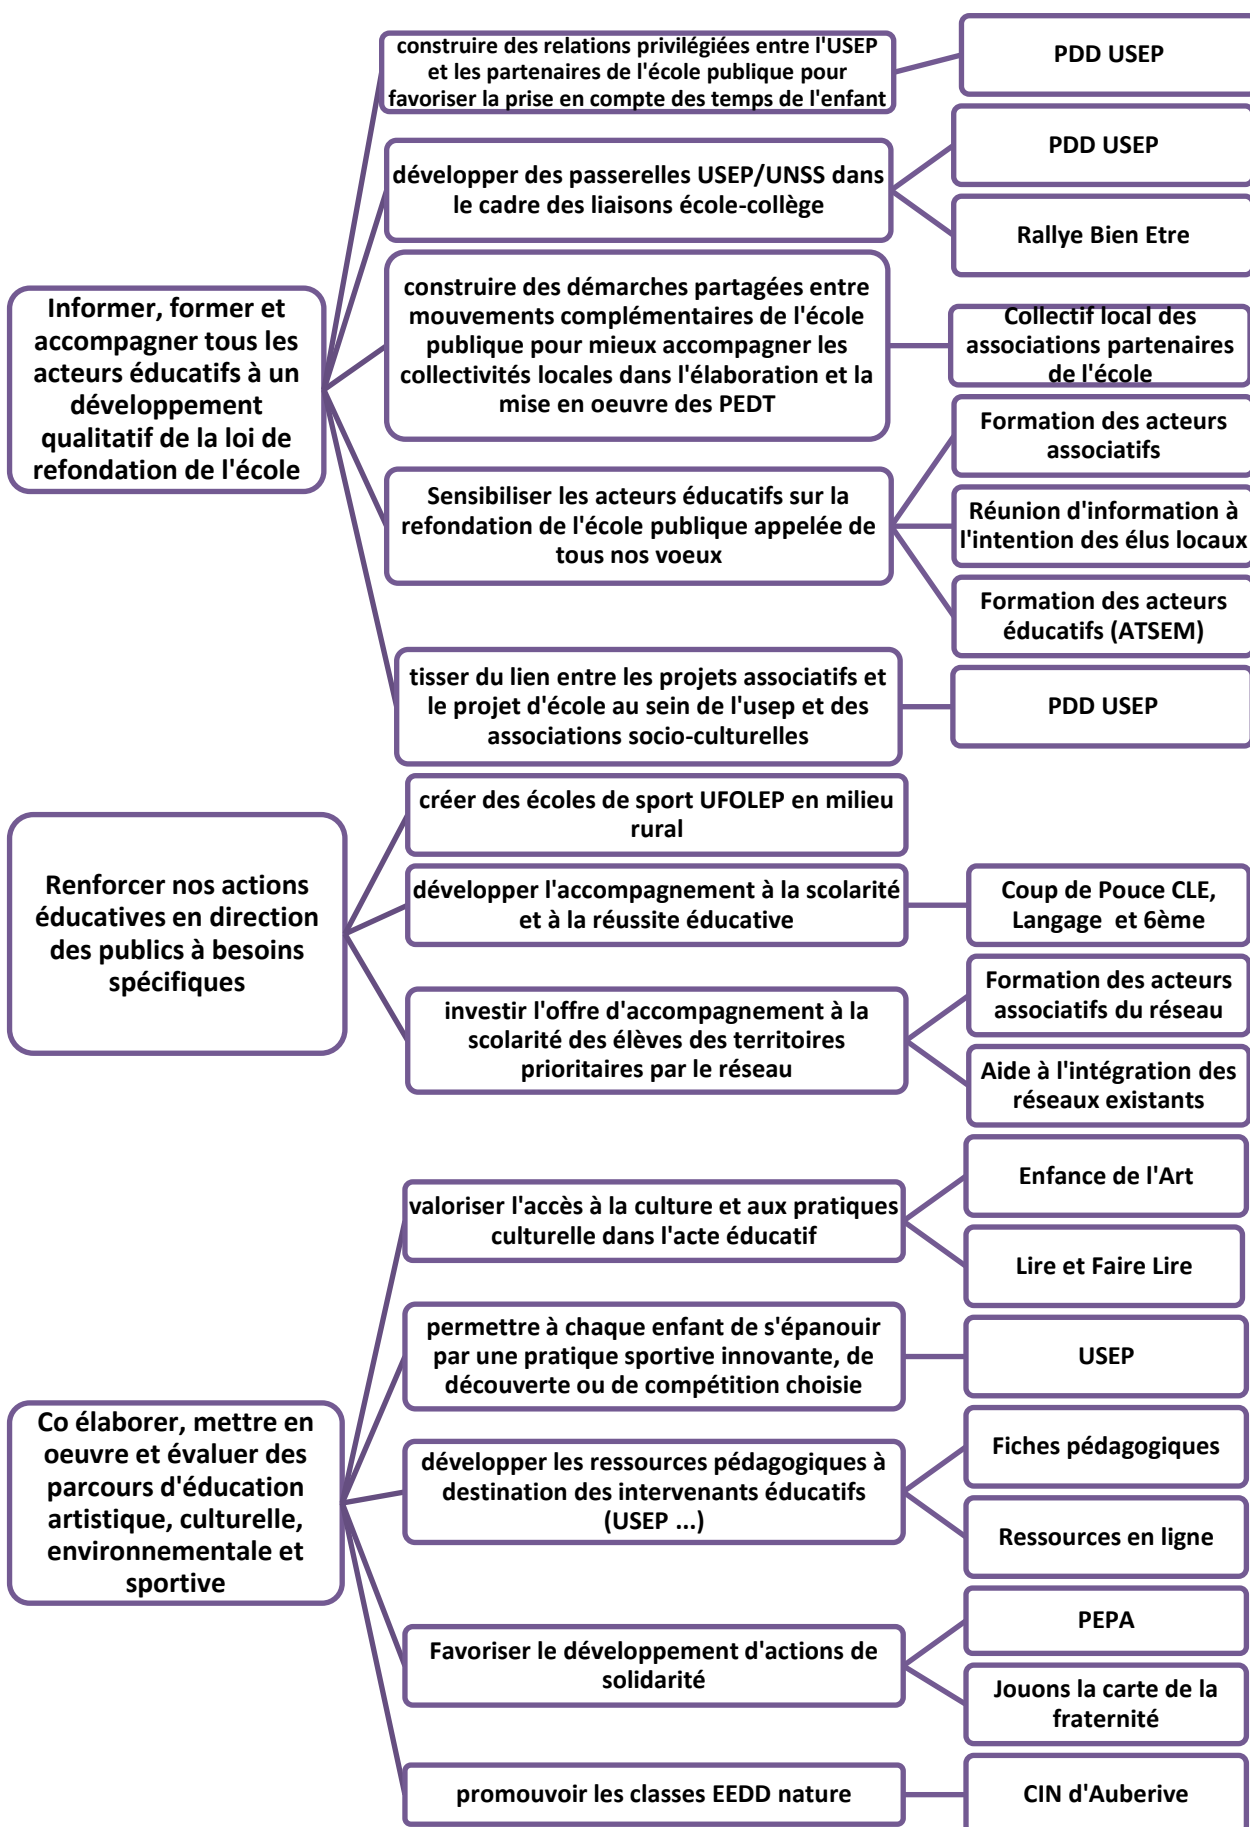 construire des relations privilégiées entre l'USEP
et les partenaires de l'école publique pour
favoriser la prise en compte des temps de l'enfant
PDD USEP
développer des passerelles USEP/UNSS dans
le cadre des liaisons école-collège
PDD USEP
Rallye Bien Etre
Informer, former et
accompagner tous les
acteurs éducatifs à un
développement
qualitatif de la loi de
refondation de l'école
construire des démarches partagées entre
mouvements complémentaires de l'école
publique pour mieux accompagner les
collectivités locales dans l'élaboration et la
mise en oeuvre des PEDT
Collectif local des
associations partenaires
de l'école
Sensibiliser les acteurs éducatifs sur la
refondation de l'école publique appelée de
tous nos voeux
Formation des acteurs
associatifs
Réunion d'information à
l'intention des élus locaux
Formation des acteurs
éducatifs (ATSEM)
tisser du lien entre les projets associatifs et
le projet d'école au sein de l'usep et des
associations socio-culturelles
PDD USEP
Renforcer nos actions
éducatives en direction
des publics à besoins
spécifiques
créer des écoles de sport UFOLEP en milieu
rural
développer l'accompagnement à la scolarité
et à la réussite éducative
Coup de Pouce CLE,
Langage et 6ème
investir l'offre d'accompagnement à la
scolarité des élèves des territoires
prioritaires par le réseau
Formation des acteurs
associatifs du réseau
Aide à l'intégration des
réseaux existants
Co élaborer, mettre en
oeuvre et évaluer des
parcours d'éducation
artistique, culturelle,
environnementale et
sportive
valoriser l'accès à la culture et aux pratiques
culturelle dans l'acte éducatif
Enfance de l'Art
Lire et Faire Lire
permettre à chaque enfant de s'épanouir
par une pratique sportive innovante, de
découverte ou de compétition choisie
USEP
développer les ressources pédagogiques à
destination des intervenants éducatifs
(USEP ...)
Fiches pédagogiques
Ressources en ligne
Favoriser le développement d'actions de
solidarité
PEPA
Jouons la carte de la
fraternité
promouvoir les classes EEDD nature
CIN d'Auberive